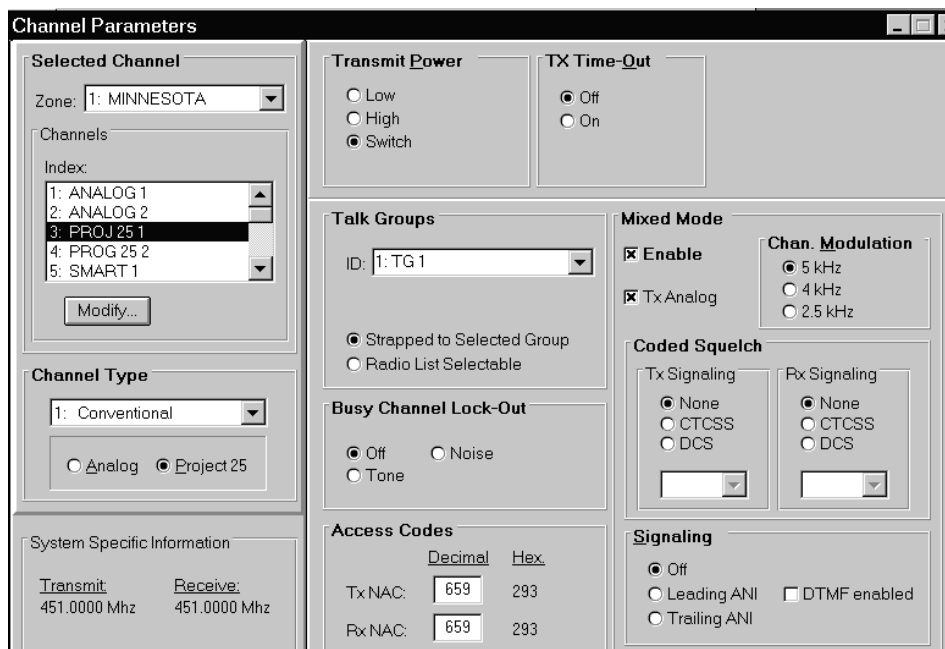 Channel Parameters
Selected Channel
Zone: 1: MINNESOTA
Channels
Index:
1: ANALOG 1
2: ANALOG 2
3: PROJ 25 1
4: PROG 25 2
5: SMART 1
Modify...
Channel Type
1: Conventional
Analog Project 25
System Specific Information
Transmit: Receive:
451.0000 Mhz 451.0000 Mhz
Transmit Power
Low
High
Switch
TX Time-Out
Off
On
Talk Groups
ID: 1: TG 1
Strapped to Selected Group
Radio List Selectable
Busy Channel Lock-Out
Off Noise
Tone
Access Codes
Decimal Hex.
Tx NAC: 659 293
Rx NAC: 659 293
Mixed Mode
Enable
Tx Analog
Chan. Modulation
5 kHz
4 kHz
2.5 kHz
Coded Squelch
Tx Signaling
None
CTCSS
DCS
Rx Signaling
None
CTCSS
DCS
Signaling
Off
Leading ANI DTMF enabled
Trailing ANI